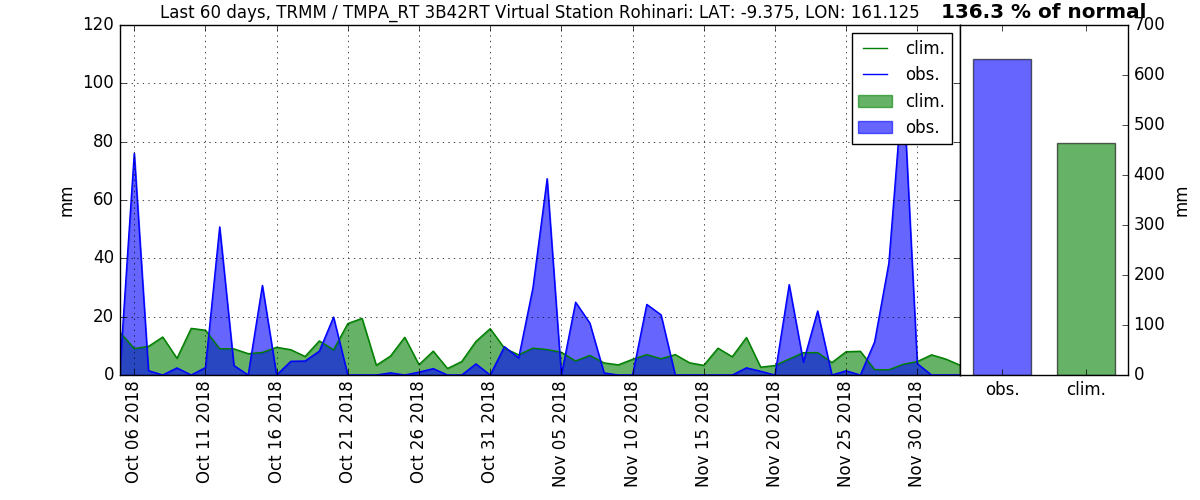 Last 60 days, TRMM / TMPA_RT 3B42RT Virtual Station Rohinari: LAT: -9.375, LON: 161.125
136.3 % of normal
120
100
80
60
40
20
0
mm
clim.
obs.
clim.
obs.
Oct 06 2018
Oct 11 2018
Oct 16 2018
Oct 21 2018
Oct 26 2018
Oct 31 2018
Nov 05 2018
Nov 10 2018
Nov 15 2018
Nov 20 2018
Nov 25 2018
Nov 30 2018
700
600
500
400
300
200
100
0
mm
obs.
clim.